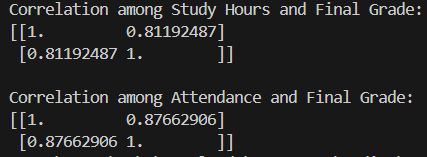 Correlation among Study Hours and Final Grade:
[[1.         0.81192487]
 [0.81192487 1.        ]]
Correlation among Attendance and Final Grade:
[[1.         0.87662906]
 [0.87662906 1.        ]]